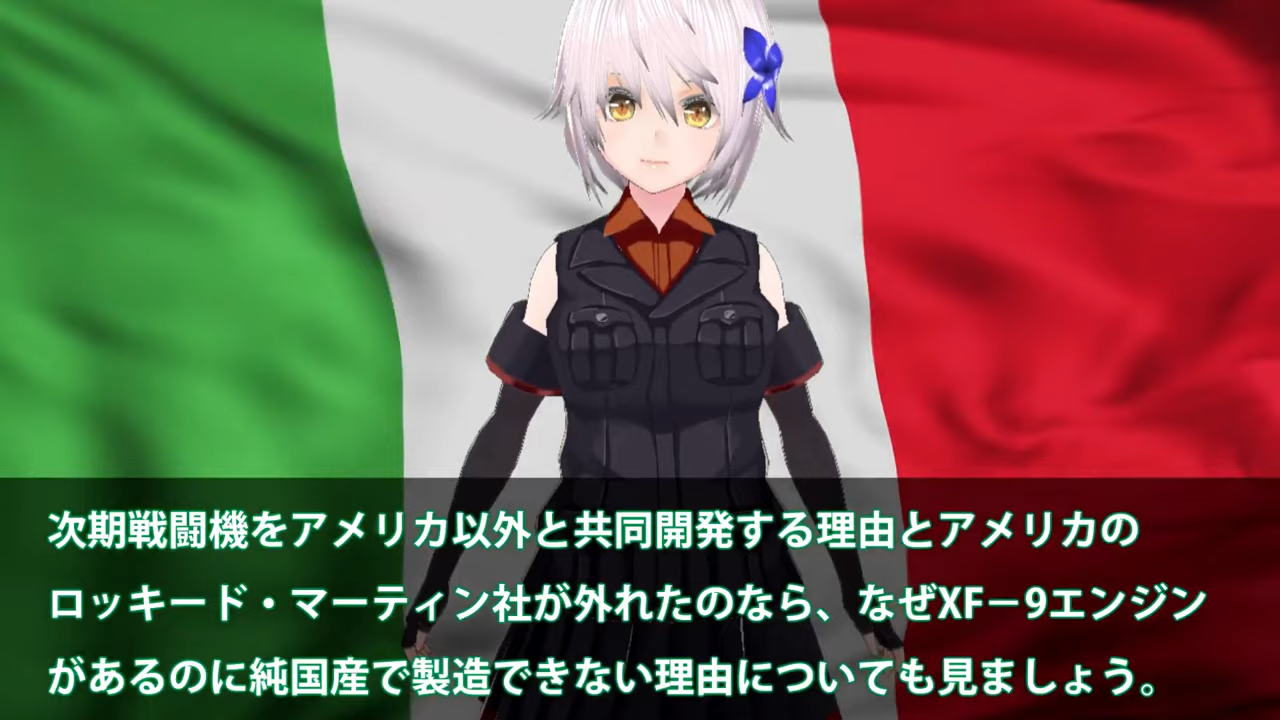 次期戦闘機をアメリカ以外と共同開発する理由とアメリカの
ロッキード・マーティン社が外れたのなら、なぜXF－9エンジン
があるのに純国産で製造できない理由についても見ましょう。